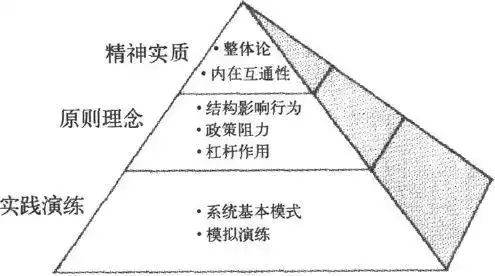 精神实质
• 整体论
• 内在互通性
原则理念
• 结构影响行为
• 政策阻力
• 杠杆作用
实践演练
• 系统基本模式
• 模拟演练